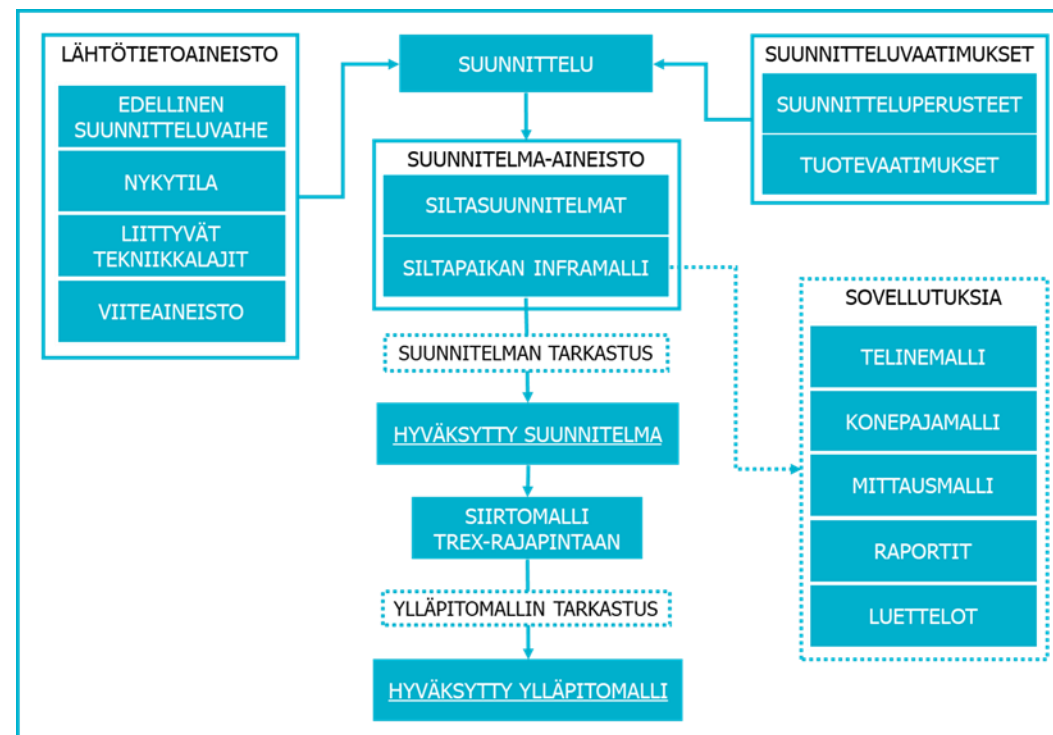 LÄHTÖTIETOAINEISTO
EDELLINEN
SUUNNITTELUVAIHE
NYKYTILA
LIITTYVÄT
TEKNIIKKALAJIT
VIITEAINEISTO
SUUNNITTELU
SUUNNITELMA-AINEISTO
SILTASUUNNITELMAT
SILTAPAIKAN INFRAMALLI
SUUNNITELMAN TARKASTUS
HYVÄKSYTTY SUUNNITELMA
SIIRTOMALLI
TREX-RAJAPINTAAN
YLLÄPITOMALLIN TARKASTUS
HYVÄKSYTTY YLLÄPITOMALLI
SUUNNITTELUVAATIMUKSET
SUUNNITTELUPERUSTEET
TUOTEVAATIMUKSET
SOVELLUTUKSIA
TELINEMALLI
KONEPAJAMALLI
MITTAUSMALLI
RAPORTIT
LUETTELOT